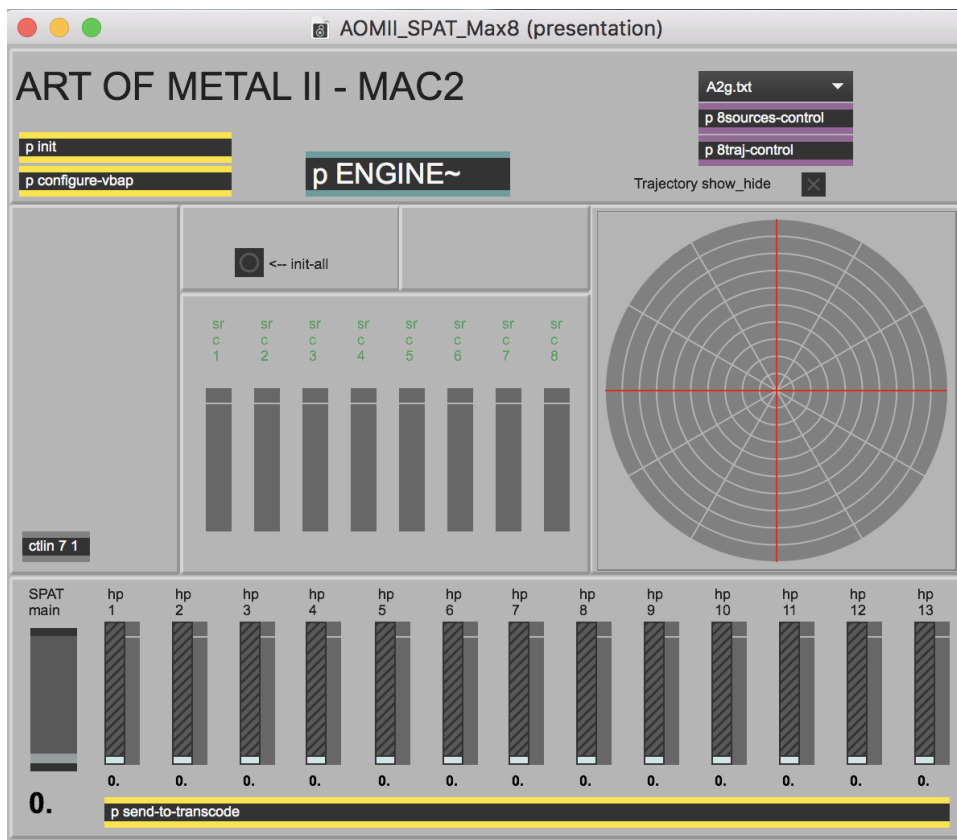 AOMII_SPAT_Max8 (presentation)
ART OF METAL II - MAC2
A2g.txt
p 8sources-control
p init
p 8traj-control
p configure-vbap
p ENGINE~
Trajectory show_hide
<-- init-all
sr sr sr sr sr sr sr sr
c c c c c c c c
1 2 3 4 5 6 7 8
ctlin 7 1
SPAT hp hp hp hp hp hp hp hp hp hp hp hp hp
main 1 2 3 4 5 6 7 8 9 10 11 12 13
0. 0. 0. 0. 0. 0. 0. 0. 0. 0. 0. 0. 0.
0.
p send-to-transcode